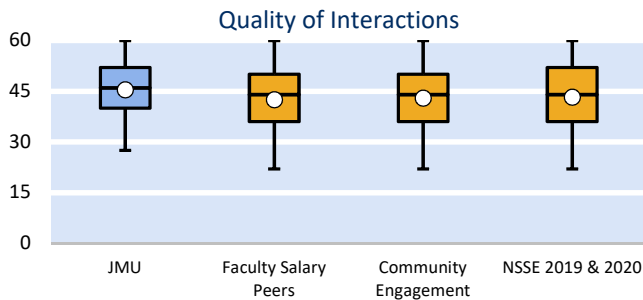 Quality of Interactions
60
45
30
15
0
JMU
Faculty Salary
Peers
Community
Engagement
NSSE 2019 & 2020